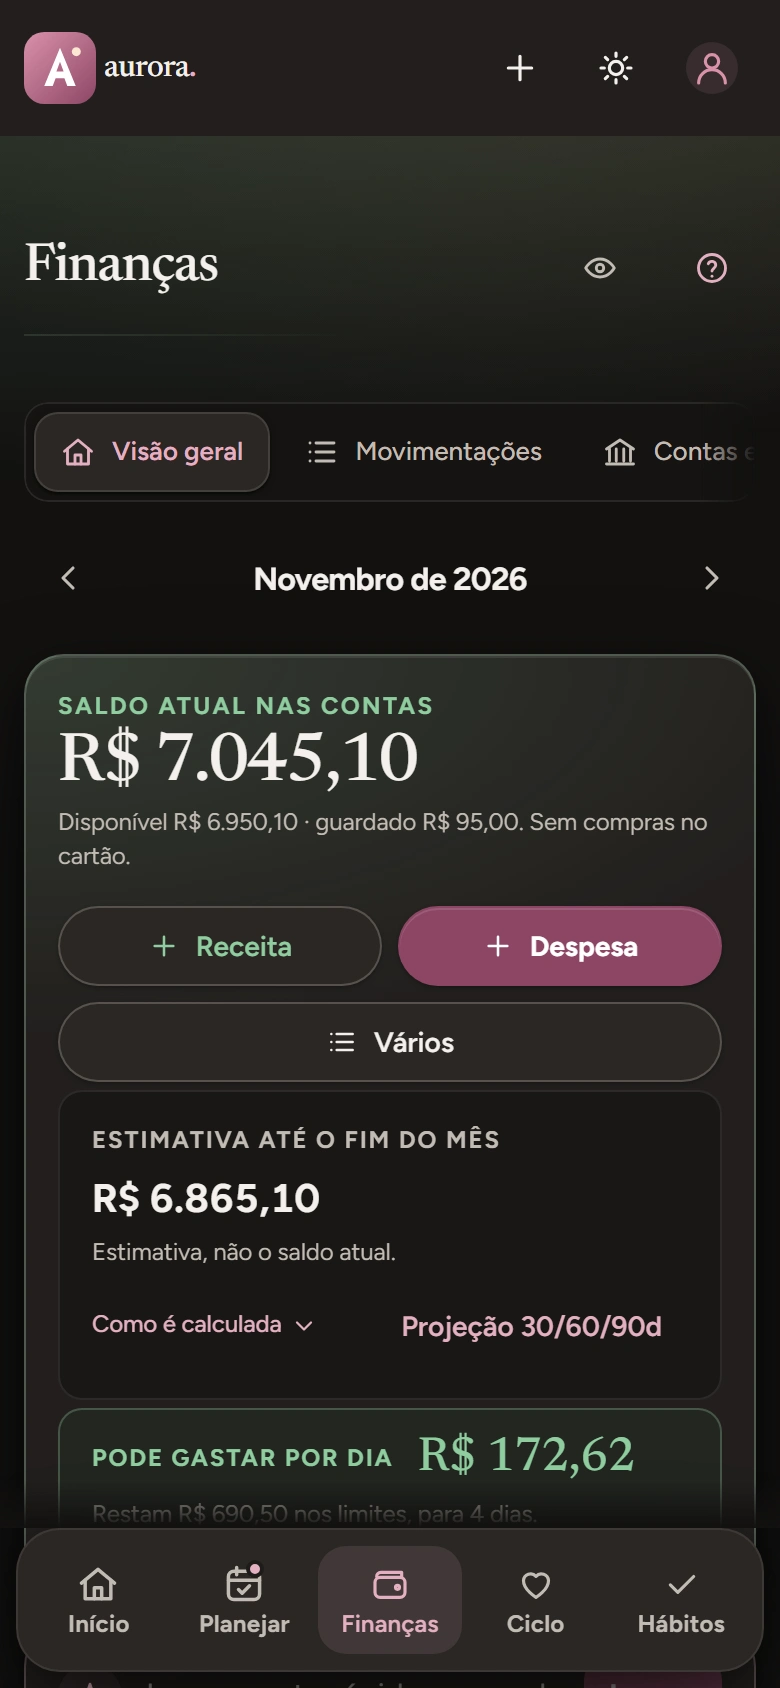 aurora.
Finanças
Visão geral
Movimentações
Contas e
Novembro de 2026
SALDO ATUAL NAS CONTAS
R$ 7.045,10
Disponível R$ 6.950,10 · guardado R$ 95,00. Sem compras no
cartão.
+ Receita
+ Despesa
Vários
ESTIMATIVA ATÉ O FIM DO MÊS
R$ 6.865,10
Estimativa, não o saldo atual.
Como é calculada
Projeção 30/60/90d
PODE GASTAR POR DIA R$ 172,62
Restam R$ 690,50 nos limites, para 4 dias.
Início
Planejar
Finanças
Ciclo
Hábitos